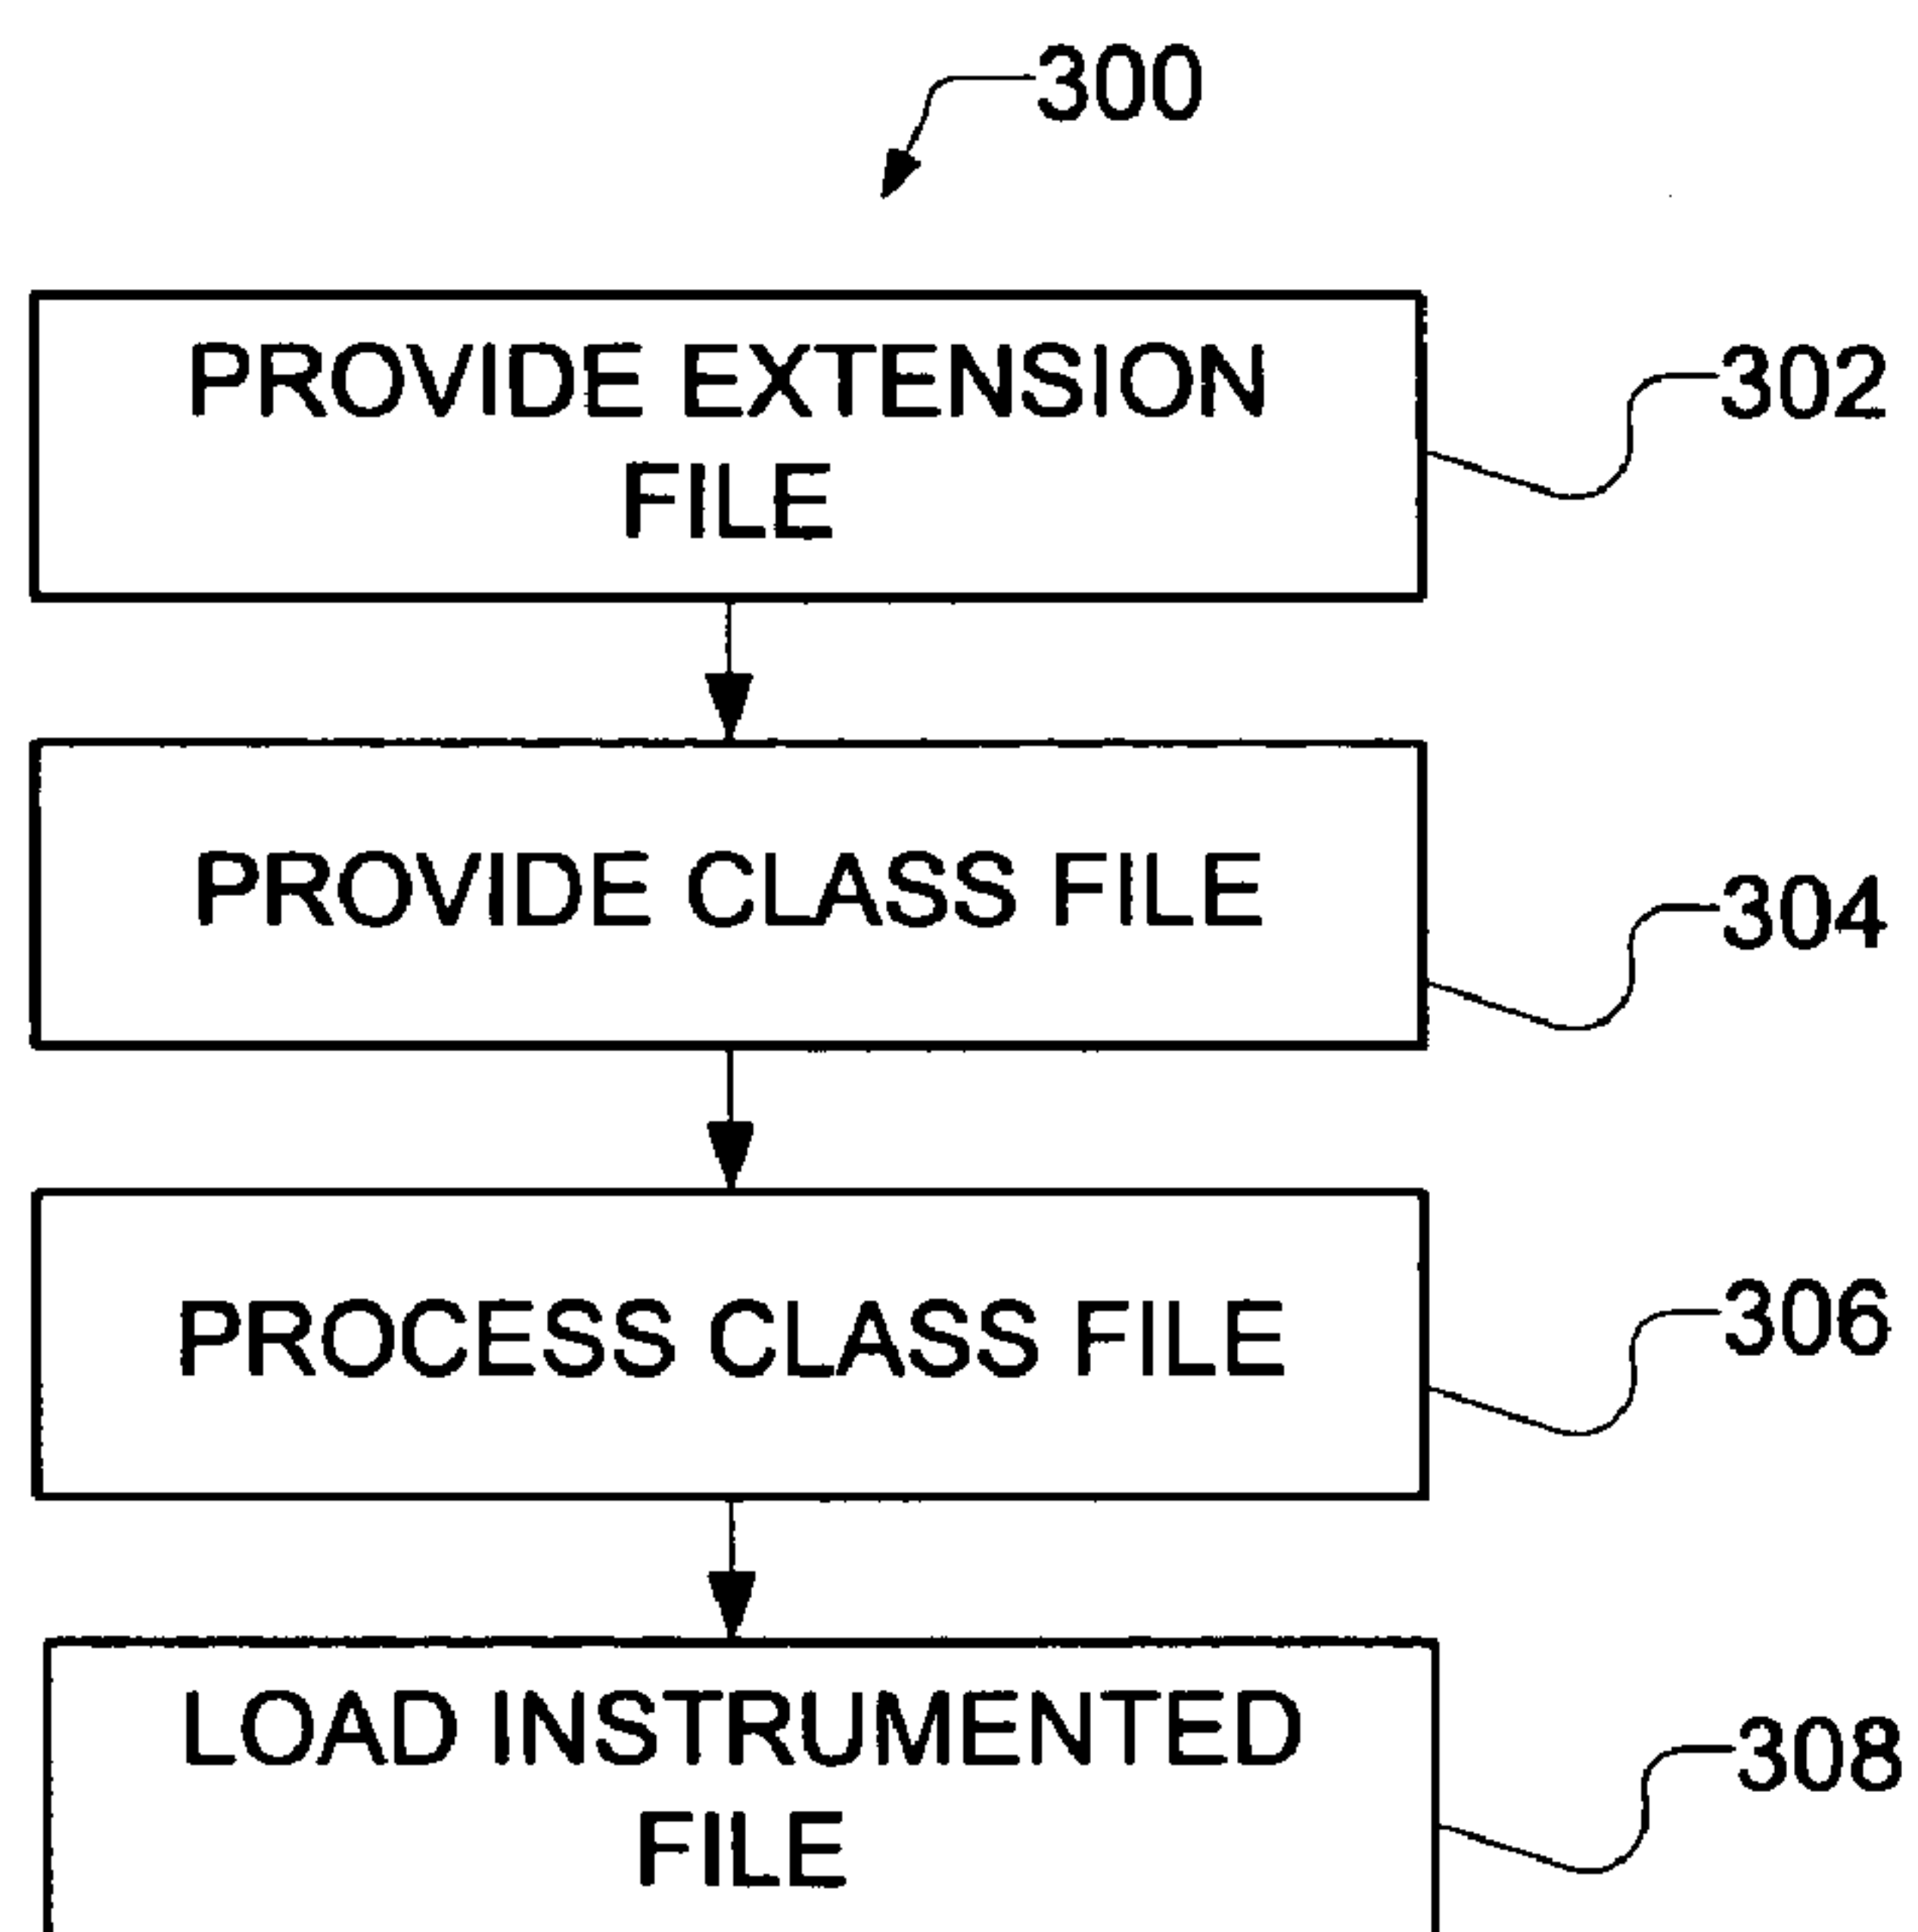 300
PROVIDE EXTENSION
FILE
302
PROVIDE CLASS FILE
304
PROCESS CLASS FILE
306
LOAD INSTRUMENTED
FILE
308